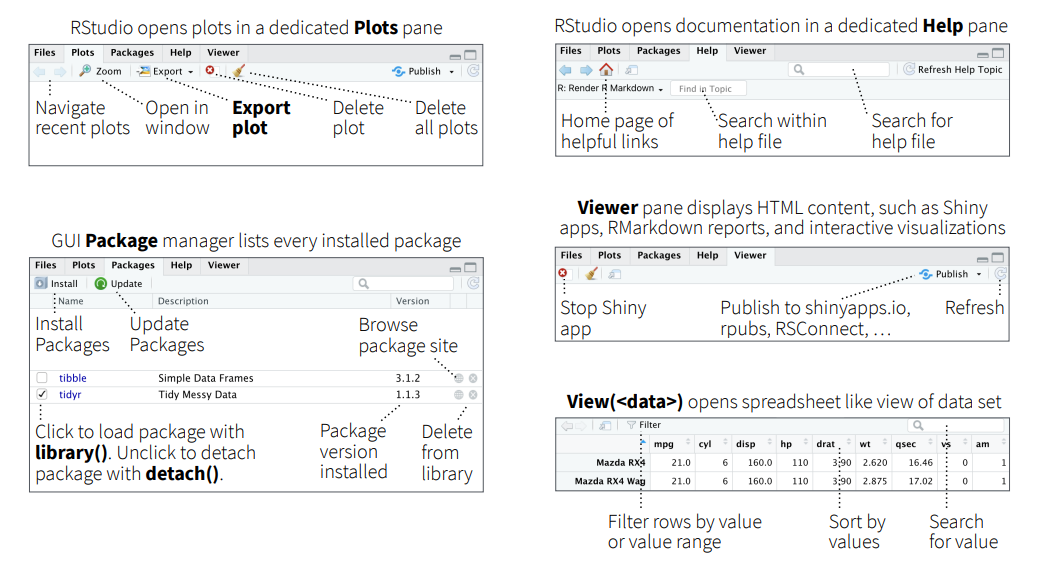 RStudio opens plots in a dedicated Plots pane
Files Plots Packages Help Viewer
Zoom Export Publish
Navigate recent plots
Open in window
Export plot
Delete plot
Delete all plots
GUI Package manager lists every installed package
Files Plots Packages Help Viewer
Install Update
Name Description Version
Install Packages
Update Packages
Browse package site
tibble Simple Data Frames 3.1.2
tidyr Tidy Messy Data 1.1.3
Click to load package with
library(). Unclick to detach
package with detach().
Package
version
installed
Delete
from
library
RStudio opens documentation in a dedicated Help pane
Files Plots Packages Help Viewer
Refresh Help Topic
R: Render R Markdown Find in Topic
Home page of
helpful links
Search within
help file
Search for
help file
Viewer pane displays HTML content, such as Shiny
apps, RMarkdown reports, and interactive visualizations
Files Plots Packages Help Viewer
Publish
Stop Shiny
app
Publish to shinyapps.io,
rpubs, RSConnect, …
Refresh
View(<data>) opens spreadsheet like view of data set
Filter
mpg cyl disp hp drat wt qsec vs am
Mazda RX4 21.0 6 160.0 110 3.90 2.620 16.46 0 1
Mazda RX4 Wag 21.0 6 160.0 110 3.90 2.875 17.02 0 1
Filter rows by value
or value range
Sort by
values
Search
for value